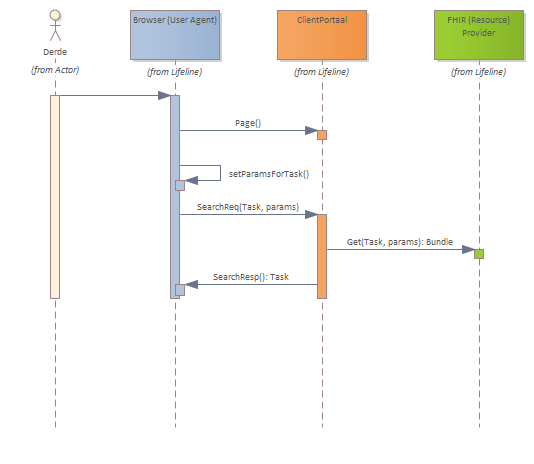 Browser (User Agent)
ClientPortaal
FHIR (Resource)
Provider
Derde
(from Actor)
(from Lifeline)
(from Lifeline)
(from Lifeline)
Page()
setParamsForTask()
SearchReq(Task, params)
Get(Task, params): Bundle
SearchResp(): Task